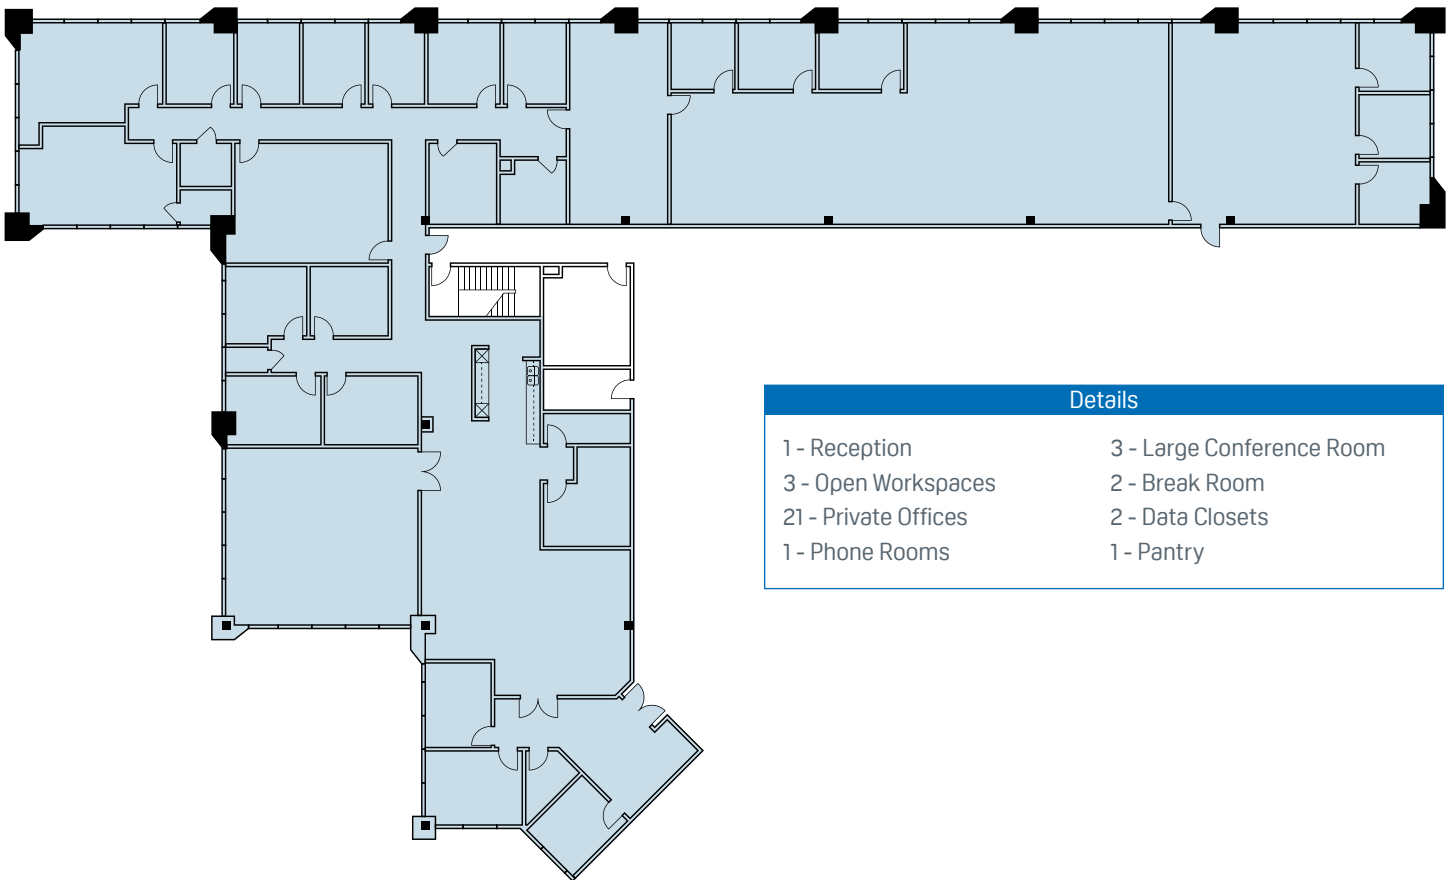 Details
1 - Reception
3 - Open Workspaces
21 - Private Offices
1 - Phone Rooms
3 - Large Conference Room
2 - Break Room
2 - Data Closets
1 - Pantry